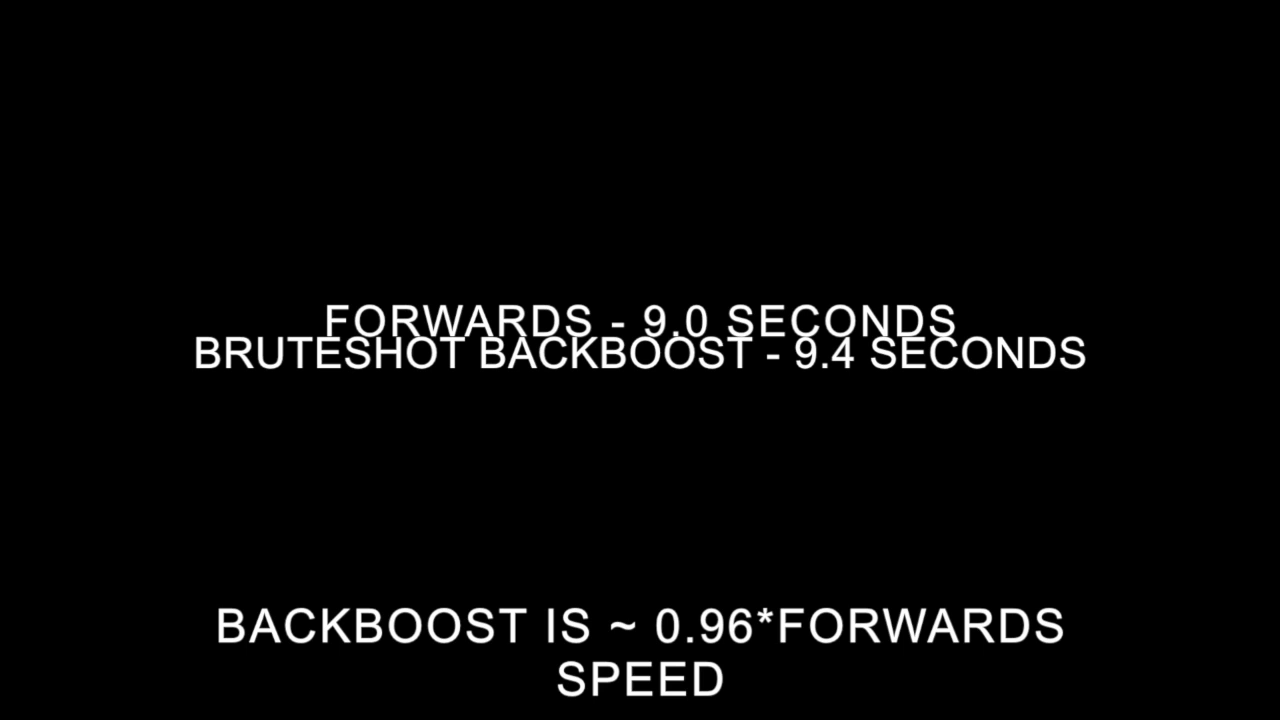 FORWARDS - 9.0 SECONDS
BRUTESHOT BACKBOOST - 9.4 SECONDS
BACKBOOST IS ~ 0.96*FORWARDS
SPEED